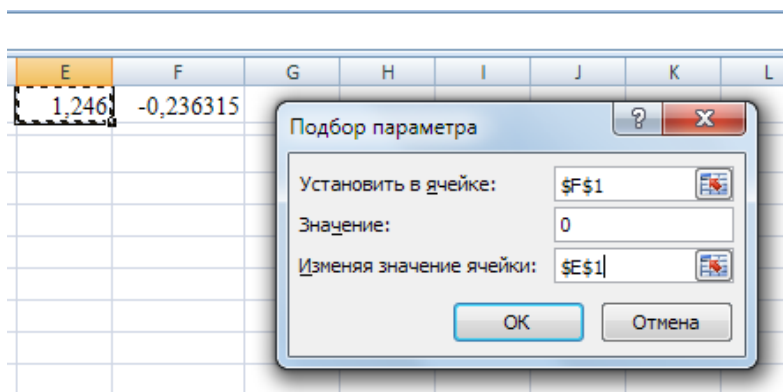 E F G H I J K L
1,246 -0,236315
Подбор параметра
?
Установить в ячейке: $F$1
Значение: 0
Изменяя значение ячейки: $E$1
ОК Отмена